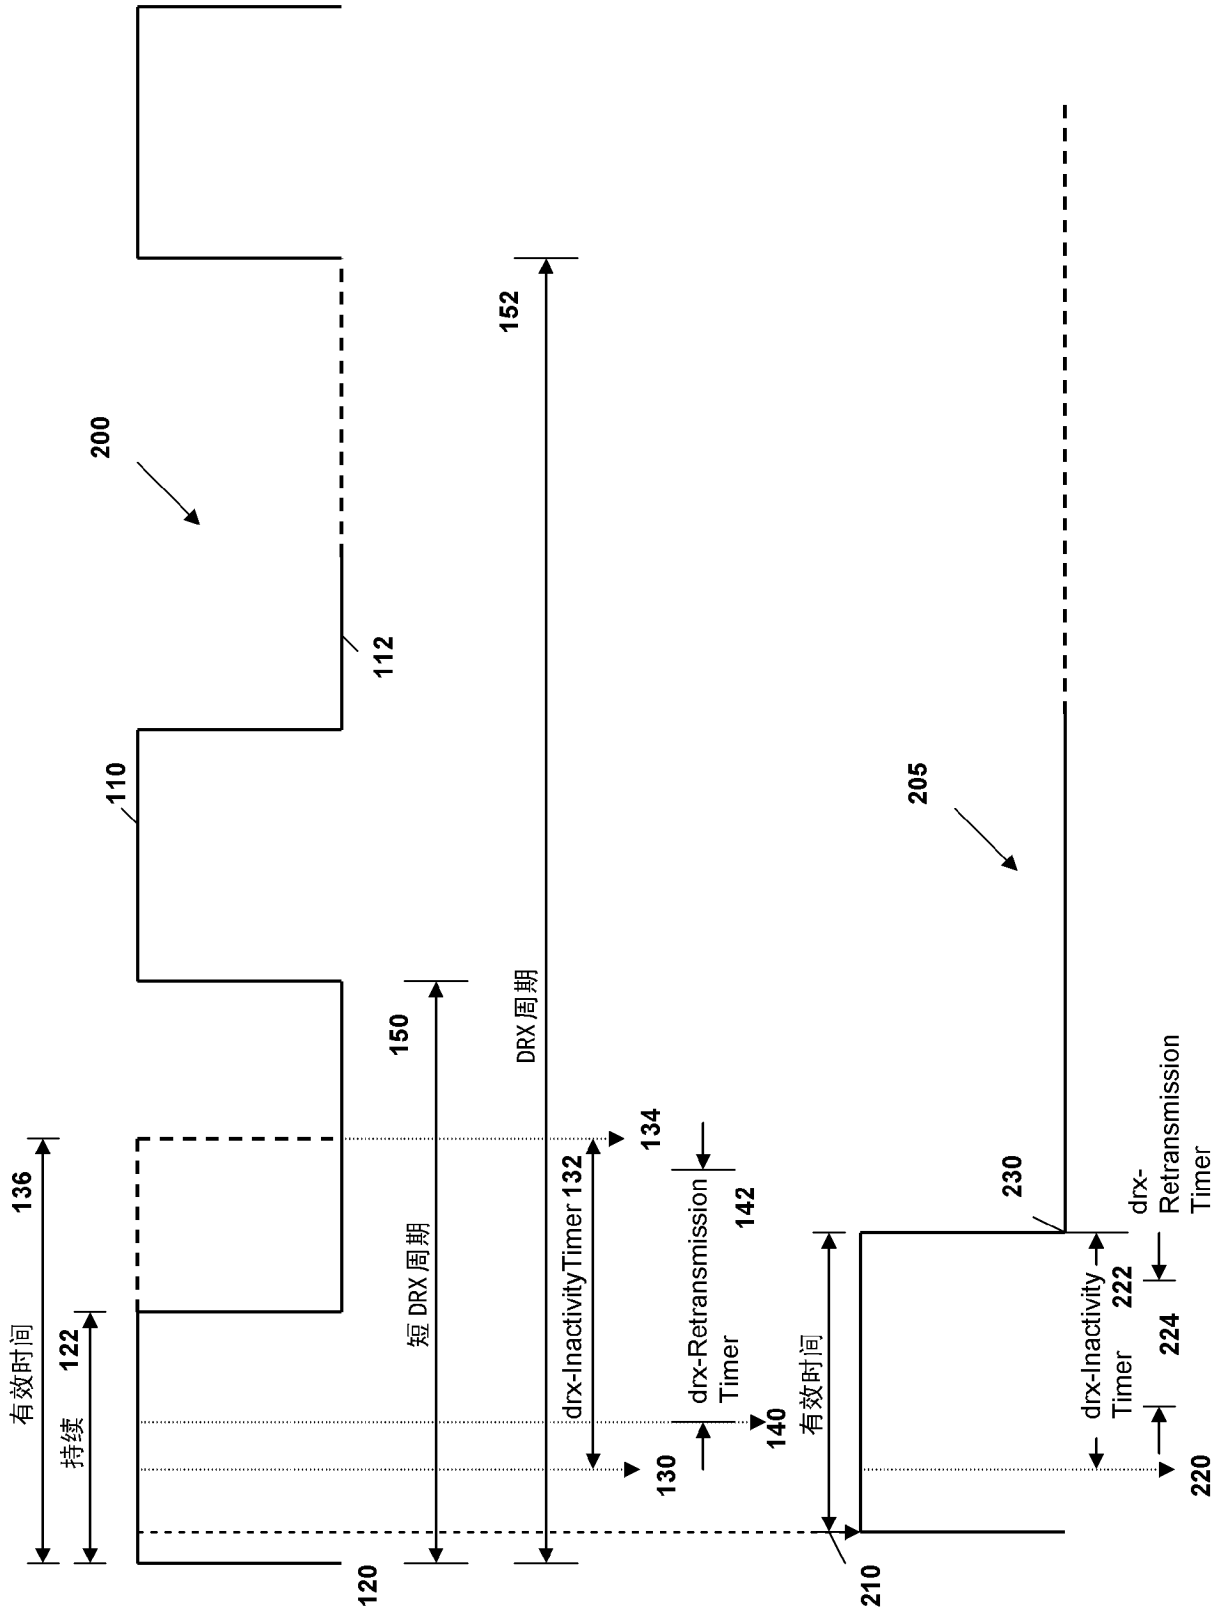 有效时间
136
持续
122
120
110
200
112
短 DRX 周期
150
DRX 周期
152
drx-InactivityTimer 132
134
130
drx-Retransmission
Timer
142
140
有效时间
210
230
205
drx-Inactivity
Timer
222
220
224
drx-
Retransmission
Timer